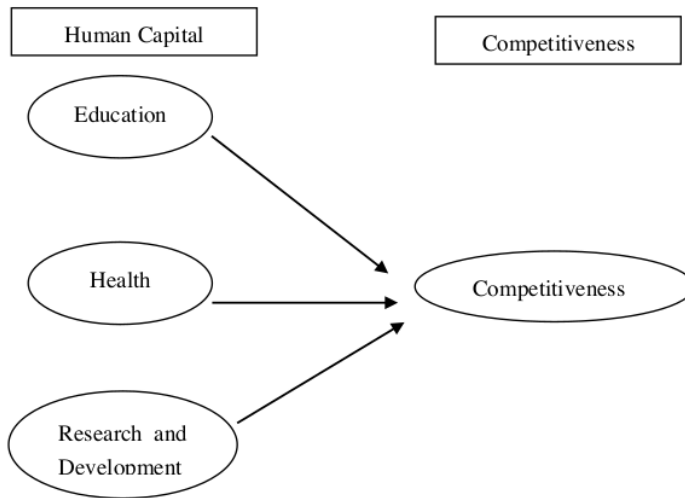 Human Capital
Competitiveness
Education
Health
Competitiveness
Research and
Development